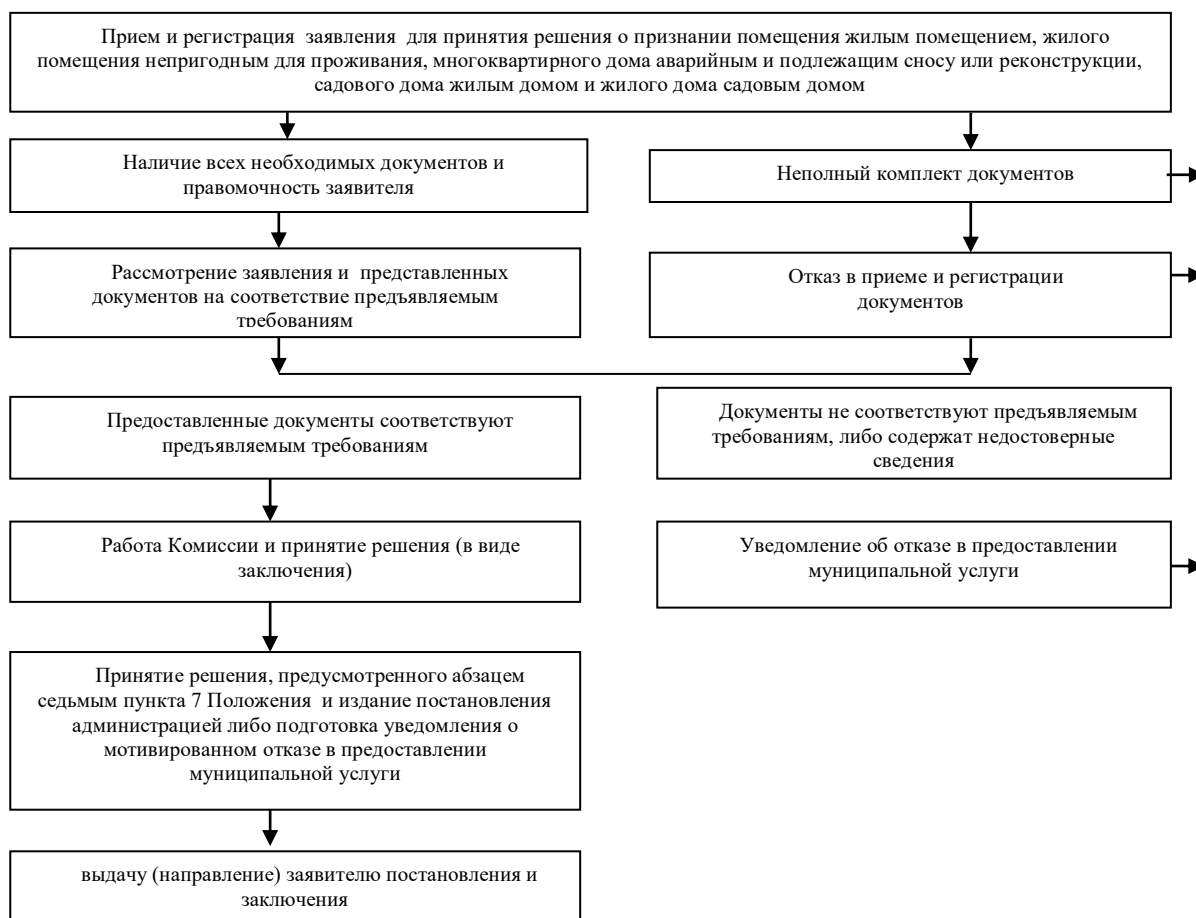 Прием и регистрация заявления для принятия решения о признании помещения жилым помещением, жилого
помещения непригодным для проживания, многоквартирного дома аварийным и подлежащим сносу или реконструкции,
садового дома жилым домом и жилого дома садовым домом
Наличие всех необходимых документов и
правомочность заявителя
Неполный комплект документов
Рассмотрение заявления и представленных
документов на соответствие предъявляемым
требованиям
Отказ в приеме и регистрации
документов
Предоставленные документы соответствуют
предъявляемым требованиям
Документы не соответствуют предъявляемым
требованиям, либо содержат недостоверные
сведения
Работа Комиссии и принятие решения (в виде
заключения)
Уведомление об отказе в предоставлении
муниципальной услуги
Принятие решения, предусмотренного абзацем
седьмым пункта 7 Положения и издание постановления
администрацией либо подготовка уведомления о
мотивированном отказе в предоставлении
муниципальной услуги
выдачу (направление) заявителю постановления и
заключения